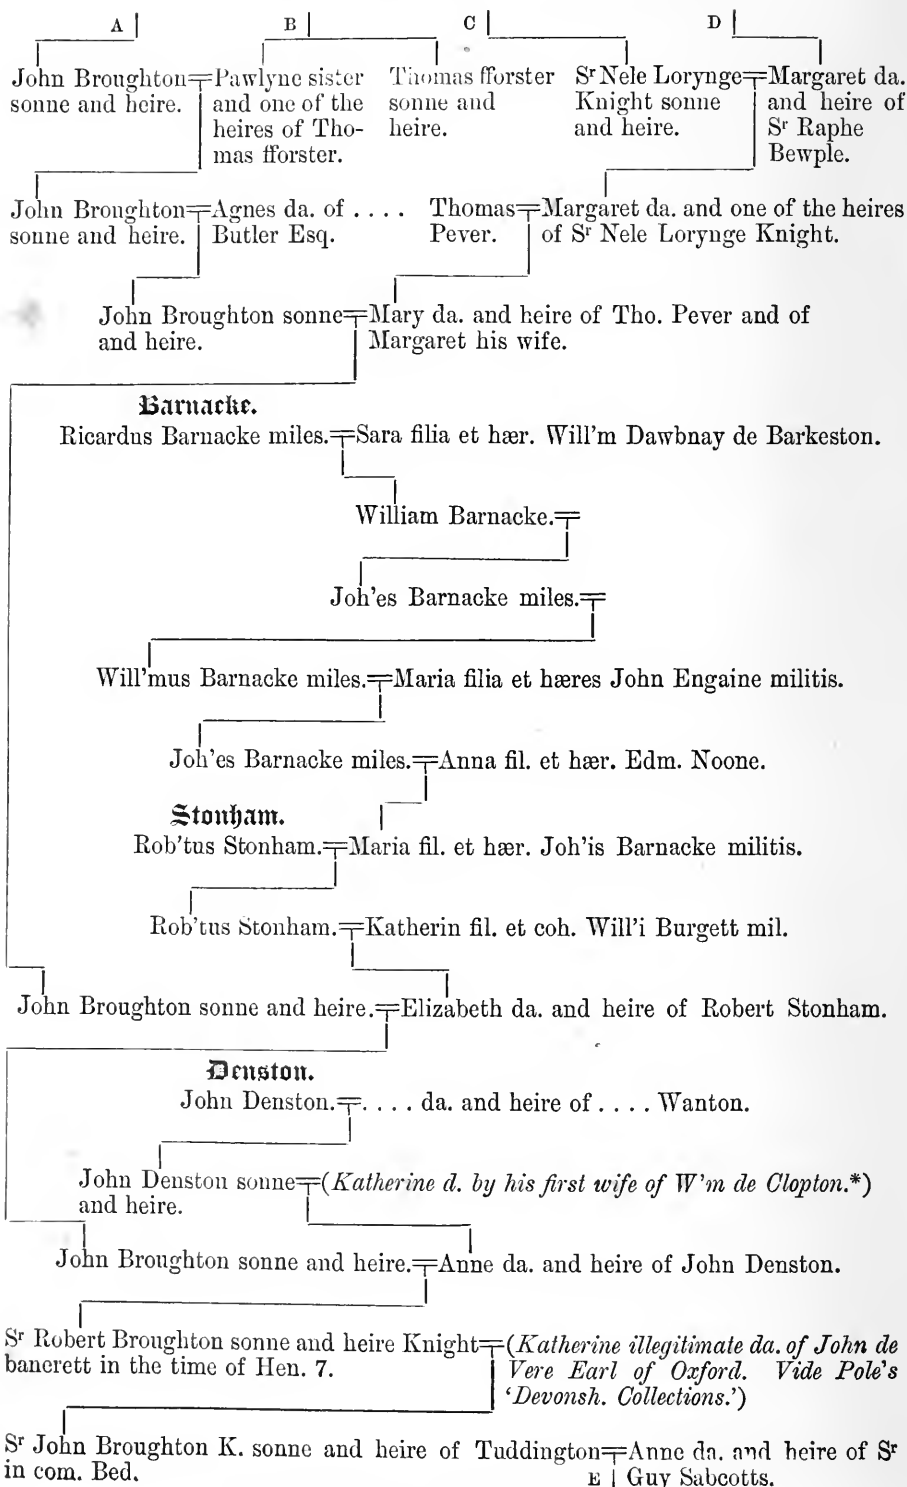 A B C D
John Broughton=Pawlyne sister Thomas fforster Sr Nele Lorynge=Margaret da.
sonne and heire. and one of the sonne and Knight sonne and heire of
heires of Tho- heire. and heire. Sr Raphe
mas fforster. Bewple.
John Broughton=Agnes da. of .... Thomas=Margaret da. and one of the heires
sonne and heire. Butler Esq. Pever. of Sr Nele Lorynge Knight.
John Broughton sonne=Mary da. and heire of Tho. Pever and of
and heire. Margaret his wife.
Barnacke.
Ricardus Barnacke miles.=Sara filia et hær. Will'm Dawbnay de Barkeston.
William Barnacke.=
Joh'es Barnacke miles.=
Will'mus Barnacke miles.=Maria filia et hæres John Engaine militis.
Joh'es Barnacke miles.=Anna fil. et hær. Edm. Noone.
Stonham.
Rob'tus Stonham.=Maria fil. et hær. Joh'is Barnacke militis.
Rob'tus Stonham.=Katherin fil. et coh. Will'i Burgett mil.
John Broughton sonne and heire.=Elizabeth da. and heire of Robert Stonham.
Denston.
John Denston.=.... da. and heire of .... Wanton.
John Denston sonne=(Katherine d. by his first wife of W'm de Clopton.*)
and heire.
John Broughton sonne and heire.=Anne da. and heire of John Denston.
Sr Robert Broughton sonne and heire Knight=(Katherine illegitimate da. of John de
banerett in the time of Hen. 7. Vere Earl of Oxford. Vide Pole's
'Devonsh. Collections.')
Sr John Broughton K. sonne and heire of Tuddington=Anne da. and heire of Sr
in com. Bed. E Guy Sabcotts.